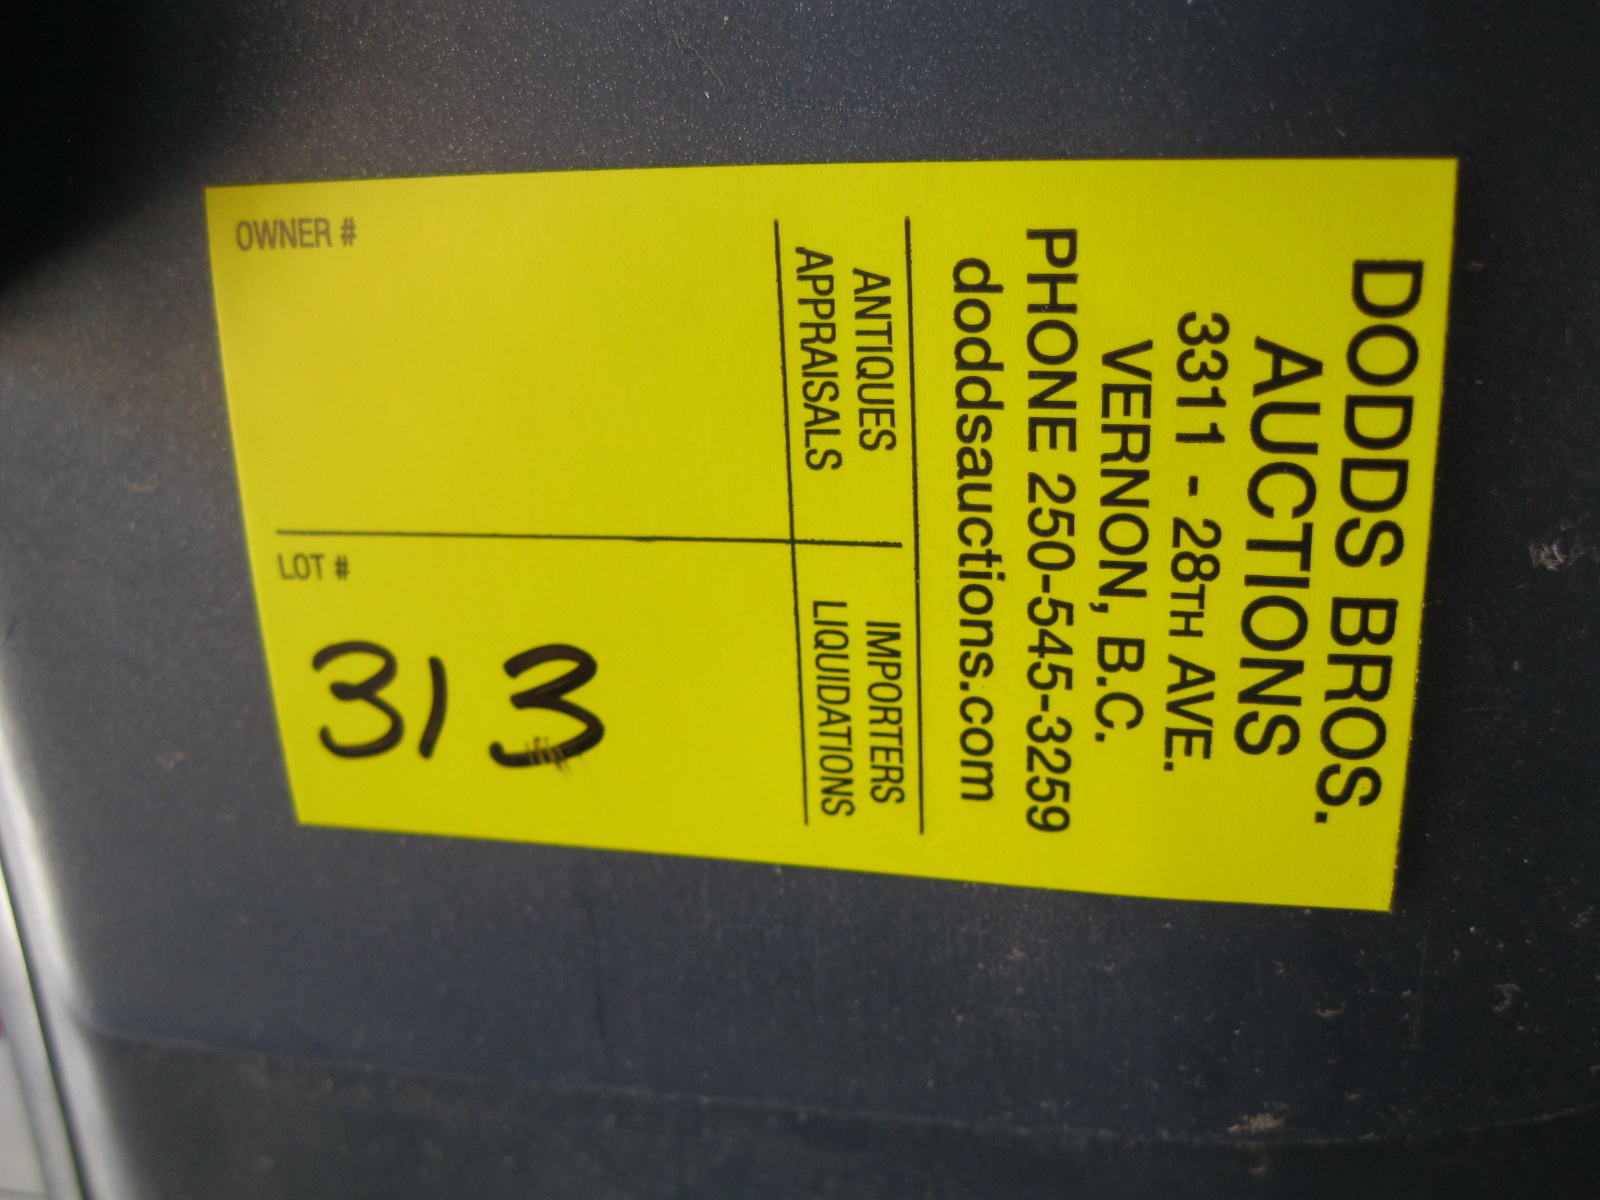 DODDS BROS.
AUCTIONS
3311 - 28TH AVE.
VERNON, B.C.
PHONE 250-545-3259
doddsauctions.com
ANTIQUES
APPRAISALS
IMPORTERS
LIQUIDATIONS
OWNER #
LOT #
313